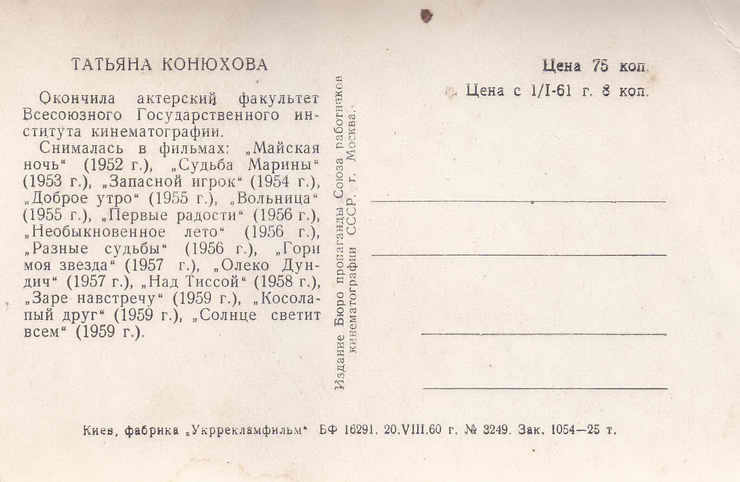 ТАТЬЯНА КОНЮХОВА
Окончила актерский факультет
Всесоюзного Государственного ин-
ститута кинематографии.
Снималась в фильмах: „Майская
ночь“ (1952 г.), „Судьба Марины“
(1953 г.), „Запасной игрок“ (1954 г.),
„Доброе утро“ (1955 г.), „Вольница“
(1955 г.), „Первые радости“ (1956 г.),
„Необыкновенное лето“ (1956 г.),
„Разные судьбы“ (1956 г.), „Гори
моя звезда“ (1957 г.), „Олеко Дун-
дич“ (1957 г.), „Над Тиссой“ (1958 г.),
„Заре навстречу“ (1959 г.), „Косола-
пый друг“ (1959 г.), „Солнце светит
всем“ (1959 г.).
Издание Бюро пропаганды Союза работников
кинематографии СССР, г. Москва.
Цена 75 коп.
Цена с 1/I-61 г. 8 коп.
Киев, фабрика „Укррекламфильм“ БФ 16291. 20.VIII.60 г. № 3249. Зак. 1054—25 т.